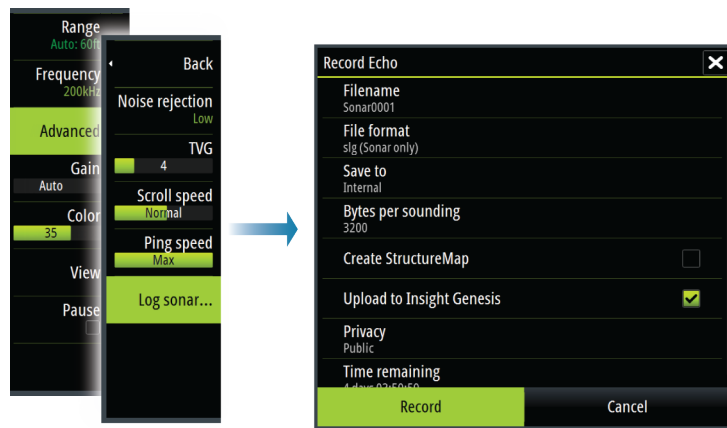 Range
Auto: 60ft
Frequency
200kHz
Advanced
Gain
Auto
Color
35
View
Pause
Back
Noise rejection
Low
TVG
4
Scroll speed
Normal
Ping speed
Max
Log sonar...
Record Echo
Filename
Sonar0001
File format
slg (Sonar only)
Save to
Internal
Bytes per sounding
3200
Create StructureMap
Upload to Insight Genesis
Privacy
Public
Time remaining
Record
Cancel